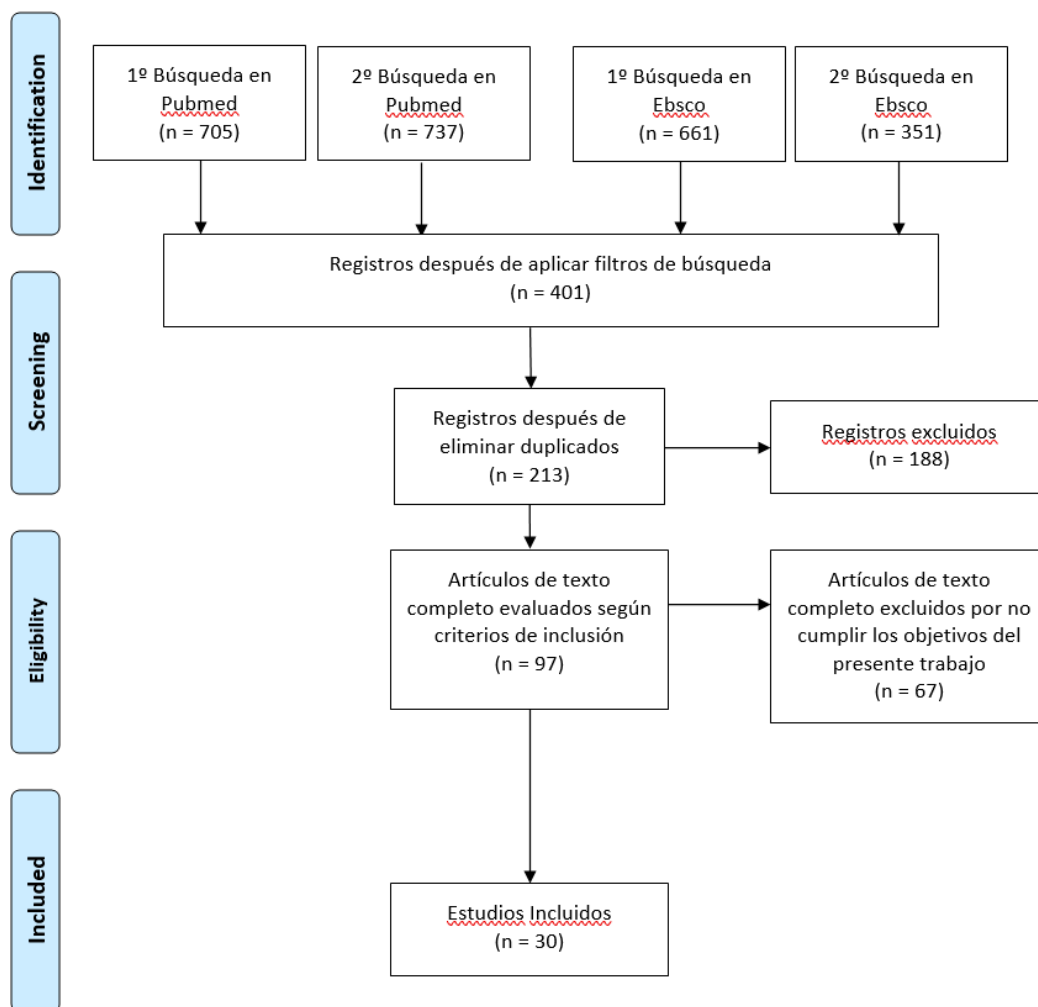 Identification
1º Búsqueda en
Pubmed
(n = 705)
2º Búsqueda en
Pubmed
(n = 737)
1º Búsqueda en
Ebsco
(n = 661)
2º Búsqueda en
Ebsco
(n = 351)
Registros después de aplicar filtros de búsqueda
(n = 401)
Screening
Registros después de
eliminar duplicados
(n = 213)
Registros excluidos
(n = 188)
Eligibility
Artículos de texto
completo evaluados según
criterios de inclusión
(n = 97)
Artículos de texto
completo excluidos por no
cumplir los objetivos del
presente trabajo
(n = 67)
Included
Estudios Incluidos
(n = 30)